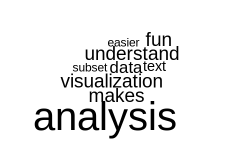 easier fun
understand
subset data text
visualization
makes
analysis